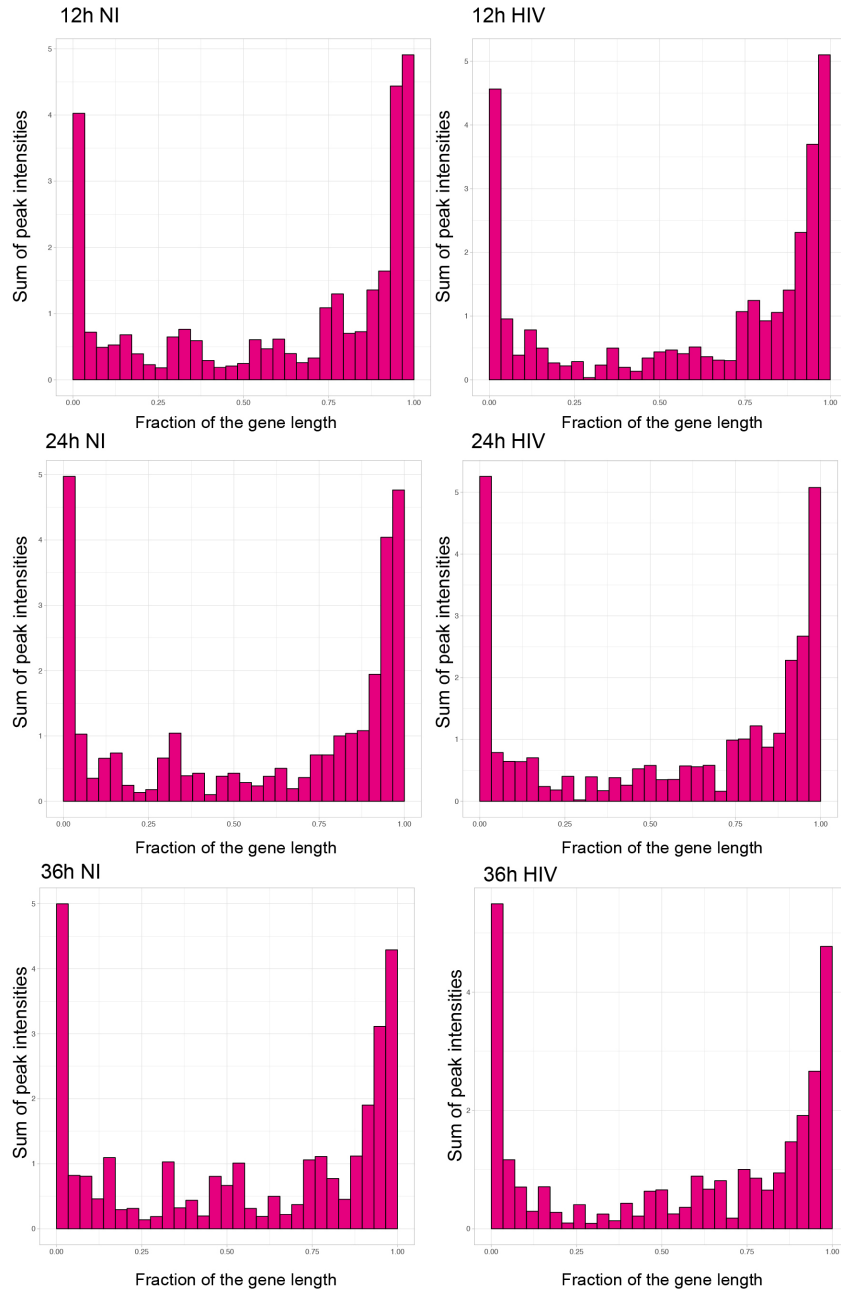 12h NI
12h HIV
5
4
3
2
1
0
Sum of peak intensities
0.00 0.25 0.50 0.75 1.00
Fraction of the gene length
5
4
3
2
1
0
Sum of peak intensities
0.00 0.25 0.50 0.75 1.00
Fraction of the gene length
24h NI
24h HIV
5
4
3
2
1
0
Sum of peak intensities
0.00 0.25 0.50 0.75 1.00
Fraction of the gene length
5
4
3
2
1
0
Sum of peak intensities
0.00 0.25 0.50 0.75 1.00
Fraction of the gene length
36h NI
36h HIV
5
4
3
2
1
0
Sum of peak intensities
0.00 0.25 0.50 0.75 1.00
Fraction of the gene length
4
2
0
Sum of peak intensities
0.00 0.25 0.50 0.75 1.00
Fraction of the gene length